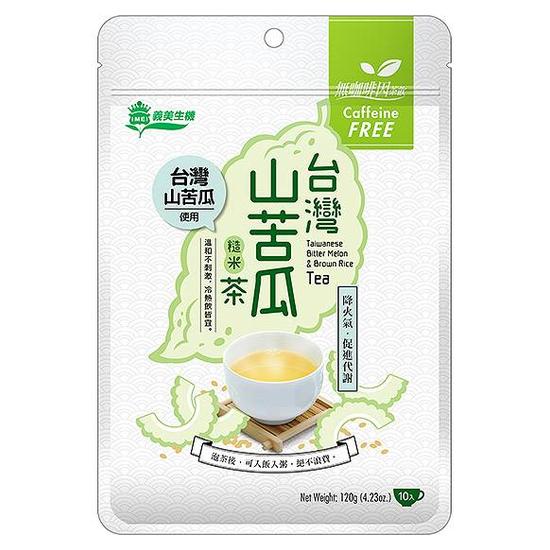 無咖啡因茶飲
Caffeine
FREE
IMEI
義美生機
台灣
山苦瓜
使用
台灣
山苦瓜
糙米茶
Taiwanese
Bitter Melon
& Brown Rice
Tea
溫和不刺激，冷熱飲皆宜。
降火氣・促進代謝
泡茶後，可入飯入粥，絕不浪費。
Net Weight: 120g (4.23oz.)
10入